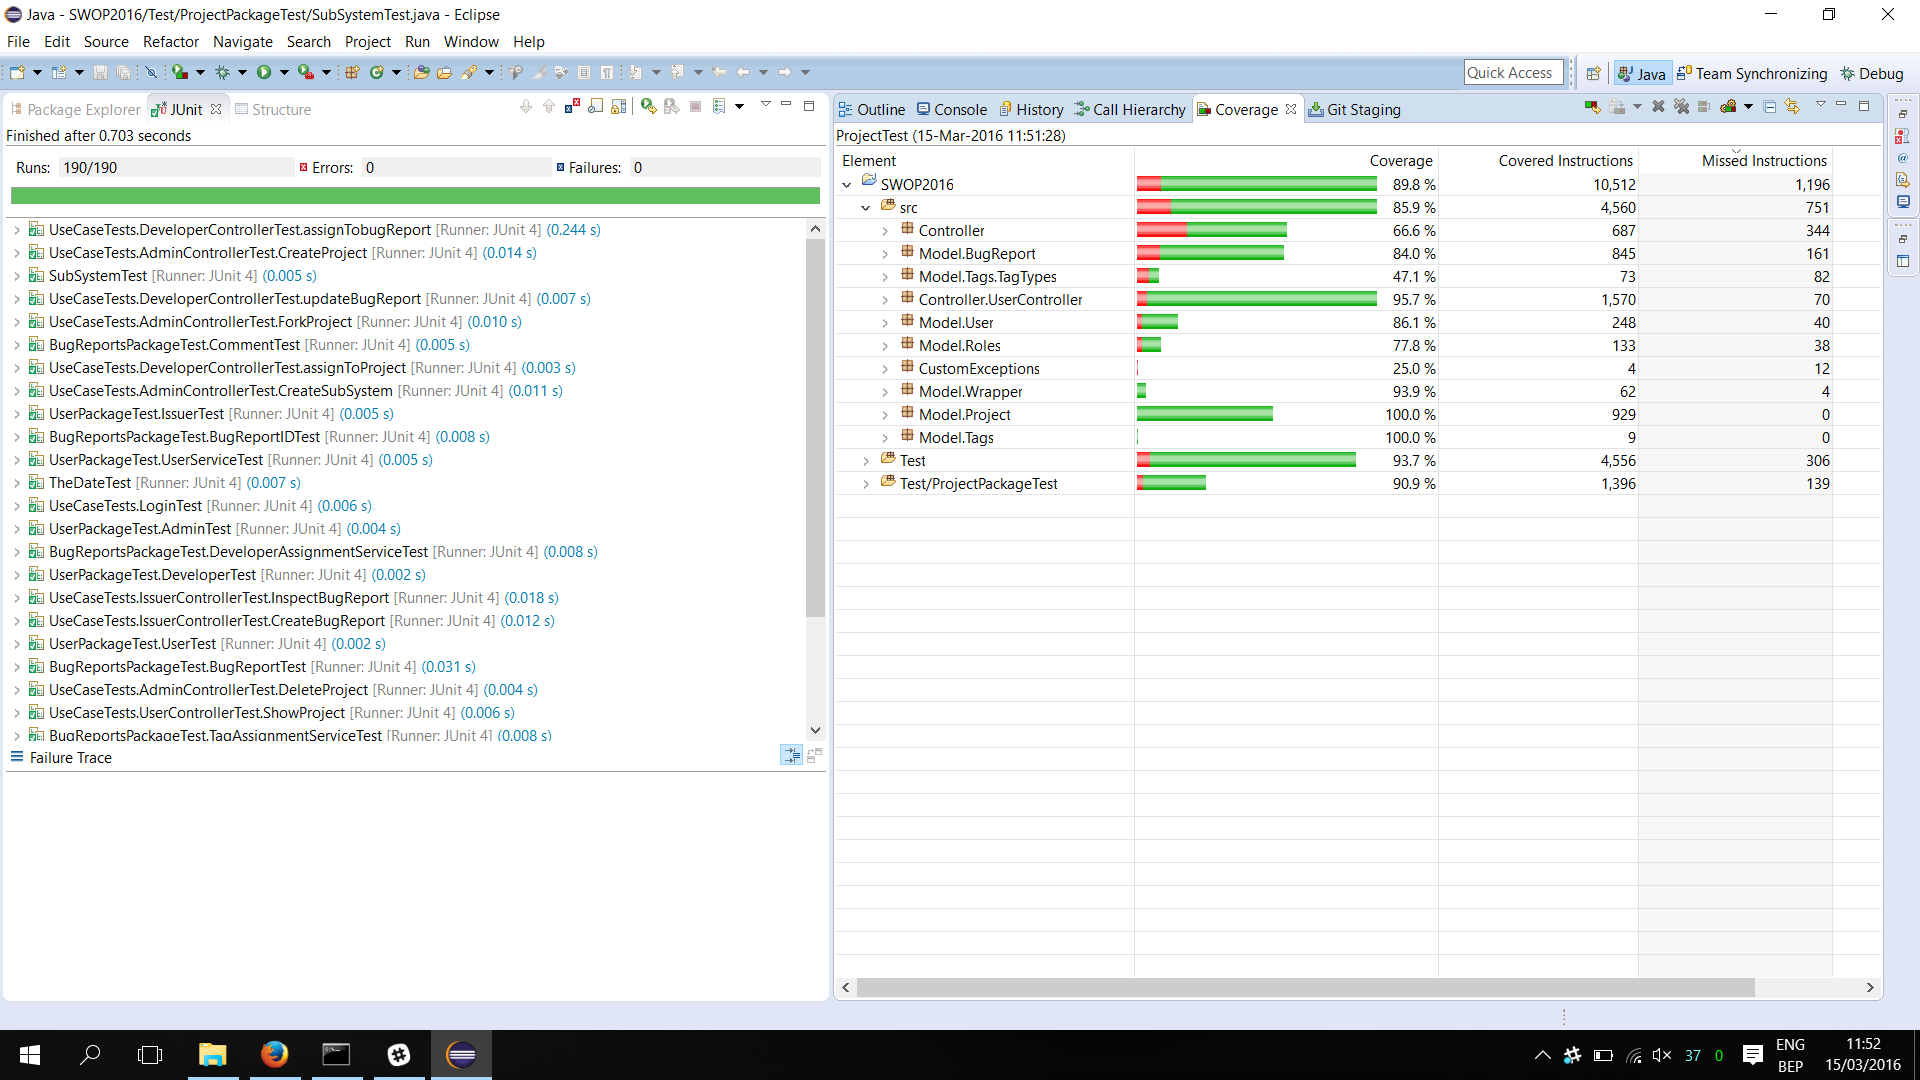 Java - SWOP2016/Test/ProjectPackageTest/SubSystemTest.java - Eclipse
File Edit Source Refactor Navigate Search Project Run Window Help
Quick Access Java Team Synchronizing Debug
Package Explorer JUnit Structure
Finished after 0.703 seconds
Runs: 190/190 Errors: 0 Failures: 0
UseCaseTests.DeveloperControllerTest.assignTobugReport [Runner: JUnit 4] (0.244 s)
UseCaseTests.AdminControllerTest.CreateProject [Runner: JUnit 4] (0.014 s)
SubSystemTest [Runner: JUnit 4] (0.005 s)
UseCaseTests.DeveloperControllerTest.updateBugReport [Runner: JUnit 4] (0.007 s)
UseCaseTests.AdminControllerTest.ForkProject [Runner: JUnit 4] (0.010 s)
BugReportsPackageTest.CommentTest [Runner: JUnit 4] (0.005 s)
UseCaseTests.DeveloperControllerTest.assignToProject [Runner: JUnit 4] (0.003 s)
UseCaseTests.AdminControllerTest.CreateSubSystem [Runner: JUnit 4] (0.011 s)
UserPackageTest.IssuerTest [Runner: JUnit 4] (0.005 s)
BugReportsPackageTest.BugReportIDTest [Runner: JUnit 4] (0.008 s)
UserPackageTest.UserServiceTest [Runner: JUnit 4] (0.005 s)
TheDateTest [Runner: JUnit 4] (0.007 s)
UseCaseTests.LoginTest [Runner: JUnit 4] (0.006 s)
UserPackageTest.AdminTest [Runner: JUnit 4] (0.004 s)
BugReportsPackageTest.DeveloperAssignmentServiceTest [Runner: JUnit 4] (0.008 s)
UserPackageTest.DeveloperTest [Runner: JUnit 4] (0.002 s)
UseCaseTests.IssuerControllerTest.InspectBugReport [Runner: JUnit 4] (0.018 s)
UseCaseTests.IssuerControllerTest.CreateBugReport [Runner: JUnit 4] (0.012 s)
UserPackageTest.UserTest [Runner: JUnit 4] (0.002 s)
BugReportsPackageTest.BugReportTest [Runner: JUnit 4] (0.031 s)
UseCaseTests.AdminControllerTest.DeleteProject [Runner: JUnit 4] (0.004 s)
UseCaseTests.UserControllerTest.ShowProject [Runner: JUnit 4] (0.006 s)
BugReportsPackageTest.TagAssignmentServiceTest [Runner: JUnit 4] (0.008 s)
Failure Trace
Outline Console History Call Hierarchy Coverage Git Staging
ProjectTest (15-Mar-2016 11:51:28)
Element Coverage Covered Instructions Missed Instructions
SWOP2016 89.8 % 10,512 1,196
src 85.9 % 4,560 751
Controller 66.6 % 687 344
Model.BugReport 84.0 % 845 161
Model.Tags.TagTypes 47.1 % 73 82
Controller.UserController 95.7 % 1,570 70
Model.User 86.1 % 248 40
Model.Roles 77.8 % 133 38
CustomExceptions 25.0 % 4 12
Model.Wrapper 93.9 % 62 4
Model.Project 100.0 % 929 0
Model.Tags 100.0 % 9 0
Test 93.7 % 4,556 306
Test/ProjectPackageTest 90.9 % 1,396 139
37 0 ENG 11:52
BEP 15/03/2016